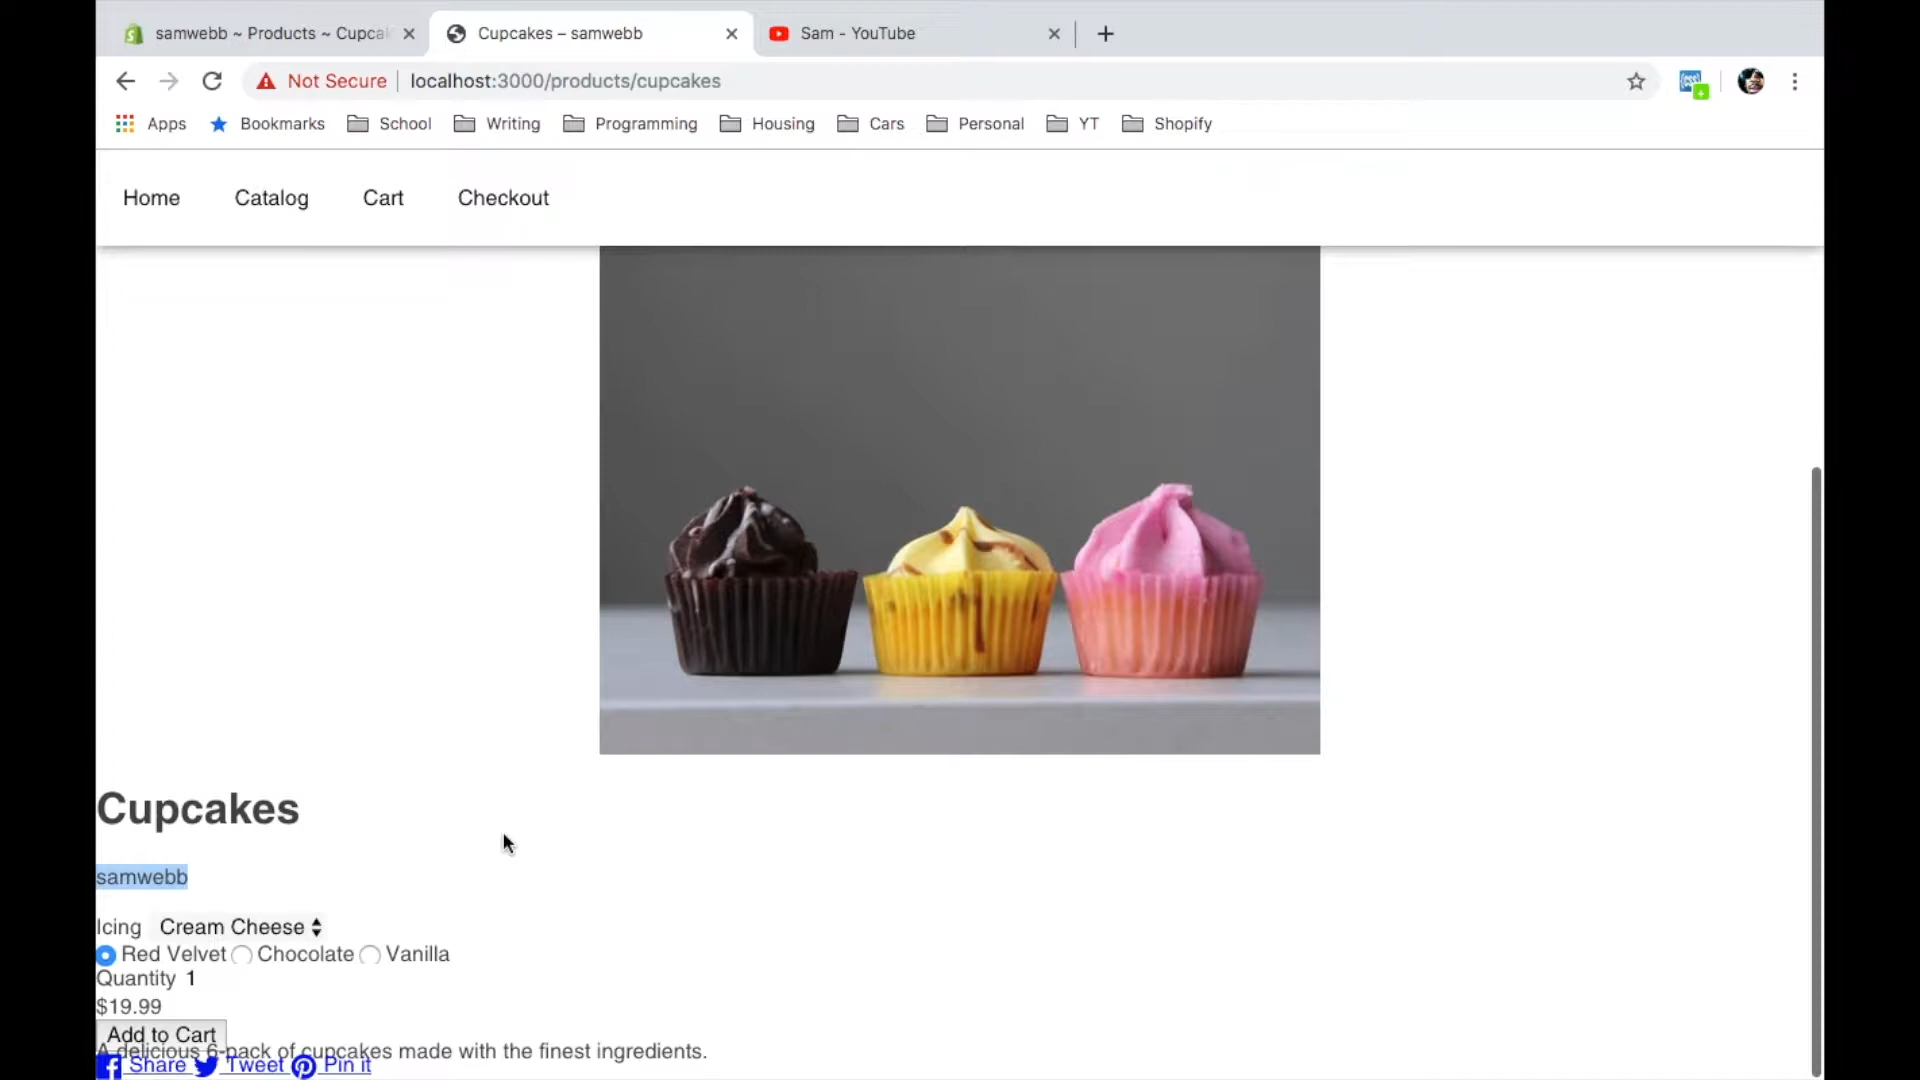 samwebb ~ Products ~ Cupcak
Cupcakes – samwebb
Sam - YouTube
Not Secure
localhost:3000/products/cupcakes
Apps
Bookmarks
School
Writing
Programming
Housing
Cars
Personal
YT
Shopify
Home
Catalog
Cart
Checkout
Cupcakes
samwebb
Icing Cream Cheese
Red Velvet Chocolate Vanilla
Quantity 1
$19.99
Add to Cart
A delicious 6-pack of cupcakes made with the finest ingredients.
Share Tweet Pin it